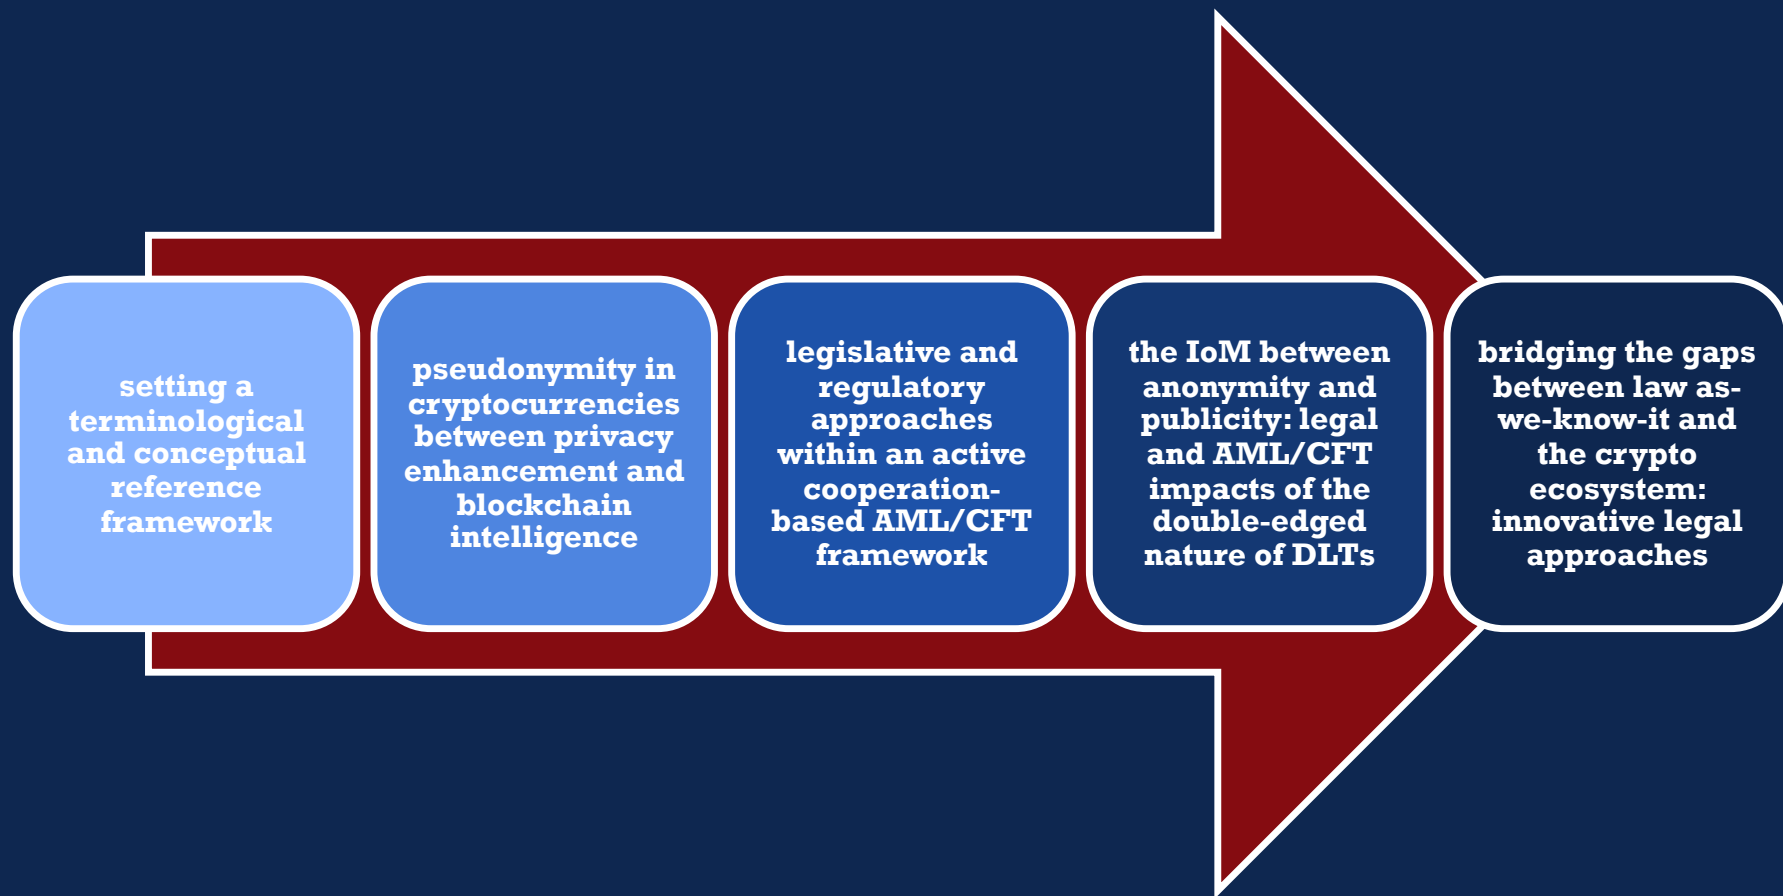 setting a
terminological
and conceptual
reference
framework
pseudonymity in
cryptocurrencies
between privacy
enhancement and
blockchain
intelligence
legislative and
regulatory
approaches
within an active
cooperation-
based AML/CFT
framework
the IoM between
anonymity and
publicity: legal
and AML/CFT
impacts of the
double-edged
nature of DLTs
bridging the gaps
between law as-
we-know-it and
the crypto
ecosystem:
innovative legal
approaches